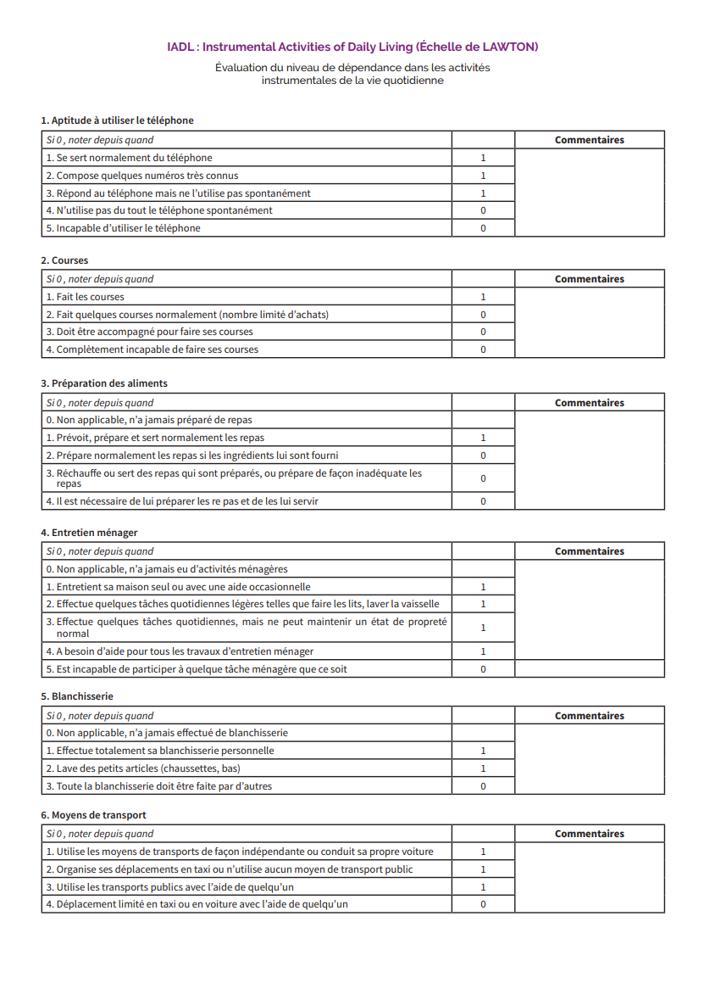 IADL : Instrumental Activities of Daily Living (Échelle de LAWTON)
Évaluation du niveau de dépendance dans les activités
instrumentales de la vie quotidienne
1. Aptitude à utiliser le téléphone
Si 0 , noter depuis quand Commentaires
1. Se sert normalement du téléphone 1
2. Compose quelques numéros très connus 1
3. Répond au téléphone mais ne l’utilise pas spontanément 1
4. N’utilise pas du tout le téléphone spontanément 0
5. Incapable d’utiliser le téléphone 0
2. Courses
Si 0 , noter depuis quand Commentaires
1. Fait les courses 1
2. Fait quelques courses normalement (nombre limité d’achats) 0
3. Doit être accompagné pour faire ses courses 0
4. Complètement incapable de faire ses courses 0
3. Préparation des aliments
Si 0 , noter depuis quand Commentaires
0. Non applicable, n’a jamais préparé de repas
1. Prévoit, prépare et sert normalement les repas 1
2. Prépare normalement les repas si les ingrédients lui sont fourni 0
3. Réchauffe ou sert des repas qui sont préparés, ou prépare de façon inadéquate les
repas 0
4. Il est nécessaire de lui préparer les re pas et de les lui servir 0
4. Entretien ménager
Si 0 , noter depuis quand Commentaires
0. Non applicable, n’a jamais eu d’activités ménagères
1. Entretient sa maison seul ou avec une aide occasionnelle 1
2. Effectue quelques tâches quotidiennes légères telles que faire les lits, laver la vaisselle 1
3. Effectue quelques tâches quotidiennes, mais ne peut maintenir un état de propreté
normal 1
4. A besoin d’aide pour tous les travaux d’entretien ménager 1
5. Est incapable de participer à quelque tâche ménagère que ce soit 0
5. Blanchisserie
Si 0 , noter depuis quand Commentaires
0. Non applicable, n’a jamais effectué de blanchisserie
1. Effectue totalement sa blanchisserie personnelle 1
2. Lave des petits articles (chaussettes, bas) 1
3. Toute la blanchisserie doit être faite par d’autres 0
6. Moyens de transport
Si 0 , noter depuis quand Commentaires
1. Utilise les moyens de transports de façon indépendante ou conduit sa propre voiture 1
2. Organise ses déplacements en taxi ou n’utilise aucun moyen de transport public 1
3. Utilise les transports publics avec l’aide de quelqu’un 1
4. Déplacement limité en taxi ou en voiture avec l’aide de quelqu’un 0